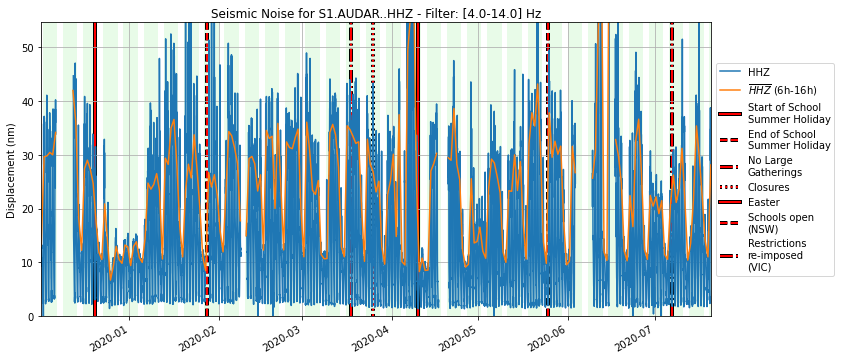 Seismic Noise for S1.AUDAR..HHZ - Filter: [4.0-14.0] Hz
Displacement (nm)
50
40
30
20
10
0
2020-01
2020-02
2020-03
2020-04
2020-05
2020-06
2020-07
HHZ
HHZ (6h-16h)
Start of School
Summer Holiday
End of School
Summer Holiday
No Large
Gatherings
Closures
Easter
Schools open
(NSW)
Restrictions
re-imposed
(VIC)